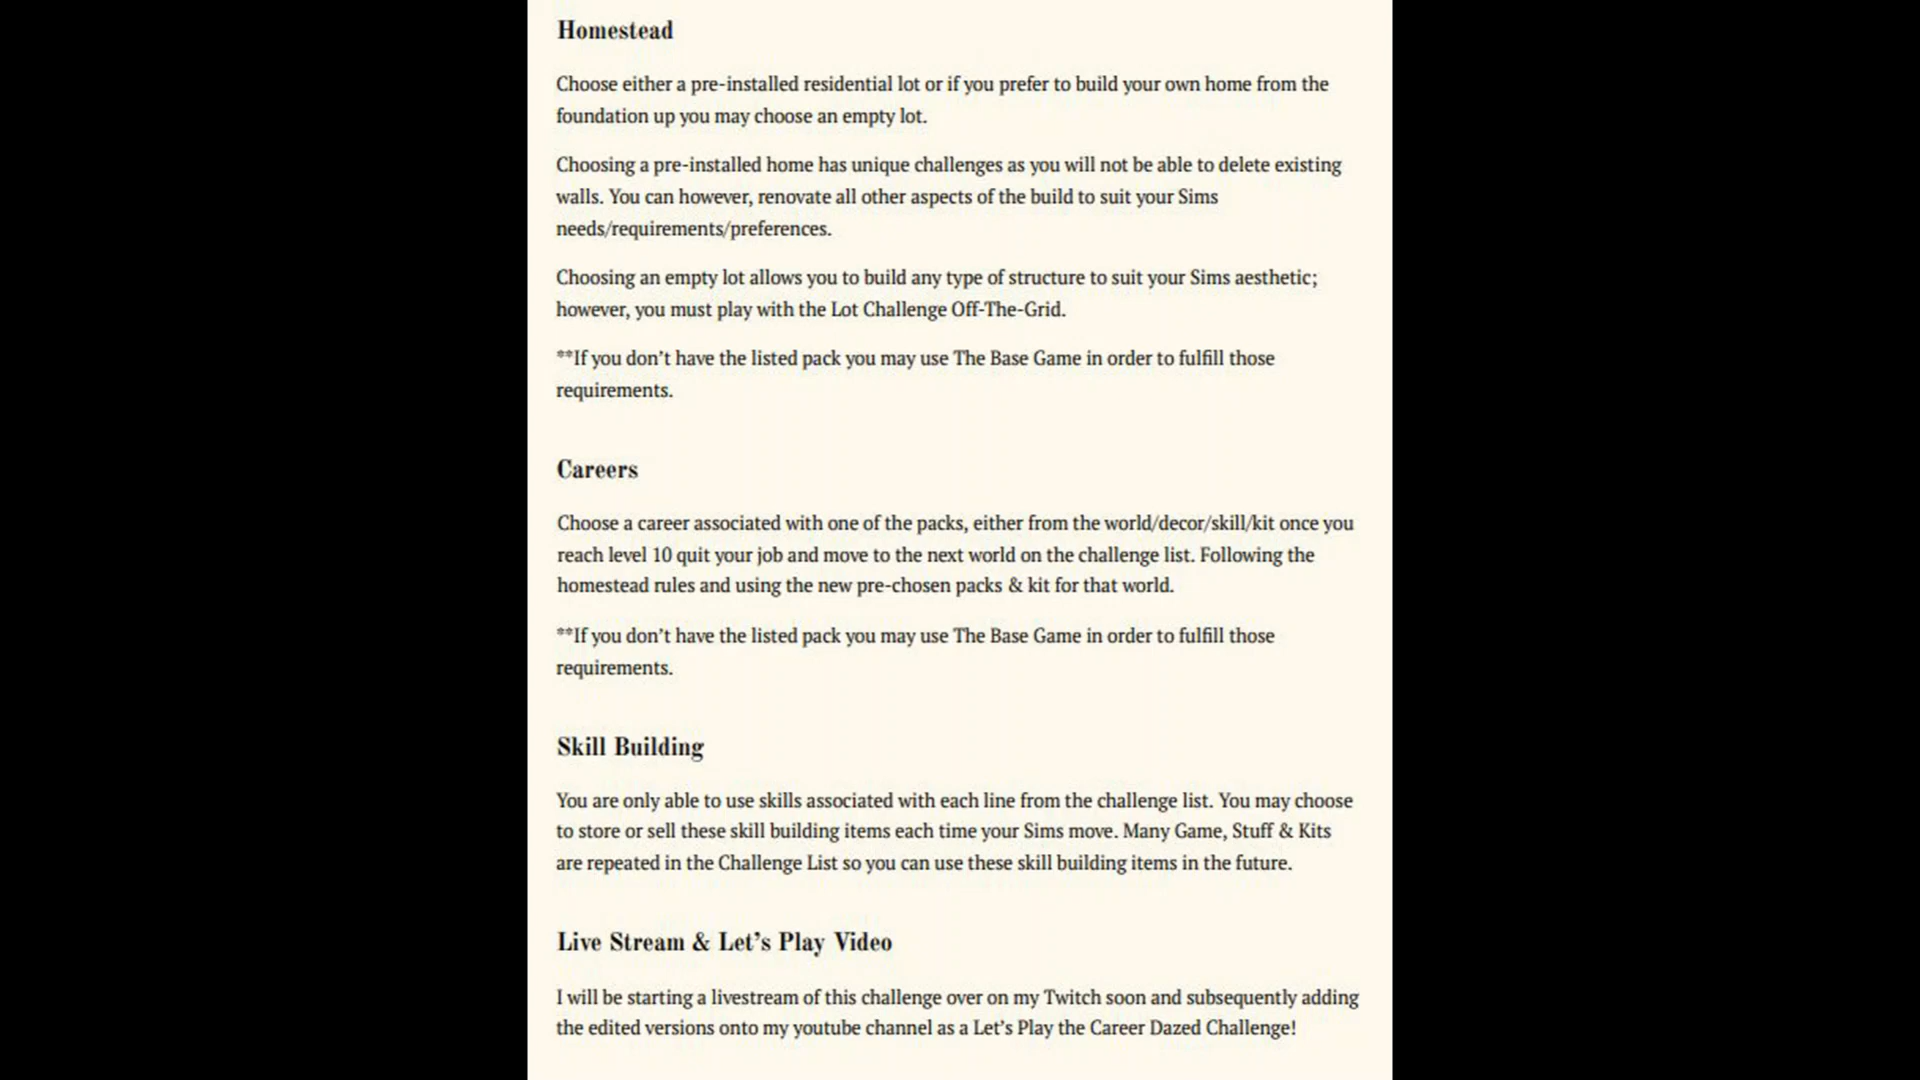 Homestead
Choose either a pre-installed residential lot or if you prefer to build your own home from the
foundation up you may choose an empty lot.
Choosing a pre-installed home has unique challenges as you will not be able to delete existing
walls. You can however, renovate all other aspects of the build to suit your Sims
needs/requirements/preferences.
Choosing an empty lot allows you to build any type of structure to suit your Sims aesthetic;
however, you must play with the Lot Challenge Off-The-Grid.
**If you don’t have the listed pack you may use The Base Game in order to fulfill those
requirements.
Careers
Choose a career associated with one of the packs, either from the world/decor/skill/kit once you
reach level 10 quit your job and move to the next world on the challenge list. Following the
homestead rules and using the new pre-chosen packs & kit for that world.
**If you don’t have the listed pack you may use The Base Game in order to fulfill those
requirements.
Skill Building
You are only able to use skills associated with each line from the challenge list. You may choose
to store or sell these skill building items each time your Sims move. Many Game, Stuff & Kits
are repeated in the Challenge List so you can use these skill building items in the future.
Live Stream & Let’s Play Video
I will be starting a livestream of this challenge over on my Twitch soon and subsequently adding
the edited versions onto my youtube channel as a Let’s Play the Career Dazed Challenge!